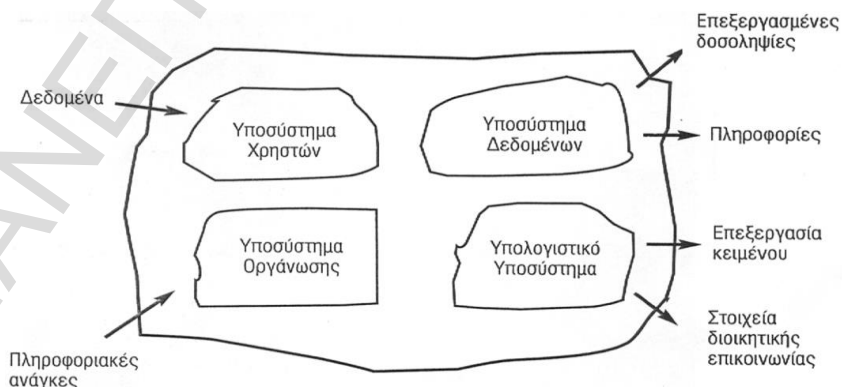 Επεξεργασμένες
δοσοληψίες
Δεδομένα
Υποσύστημα
Χρηστών
Υποσύστημα
Δεδομένων
Πληροφορίες
Υποσύστημα
Οργάνωσης
Υπολογιστικό
Υποσύστημα
Επεξεργασία
κειμένου
Στοιχεία
διοικητικής
επικοινωνίας
Πληροφοριακές
ανάγκες